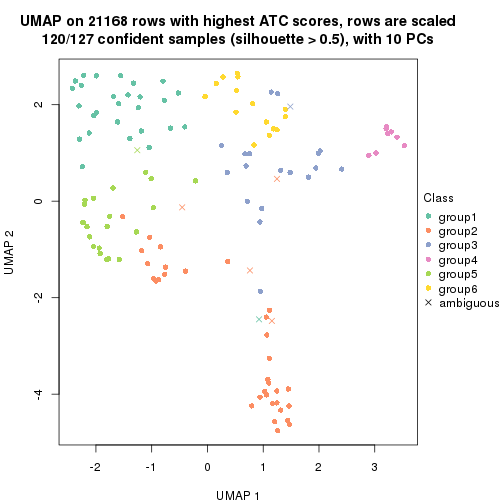 UMAP on 21168 rows with highest ATC scores, rows are scaled
120/127 confident samples (silhouette > 0.5), with 10 PCs
2
0
-2
-4
UMAP 2
-2
-1
0
1
2
3
UMAP 1
Class
group1
group2
group3
group4
group5
group6
ambiguous